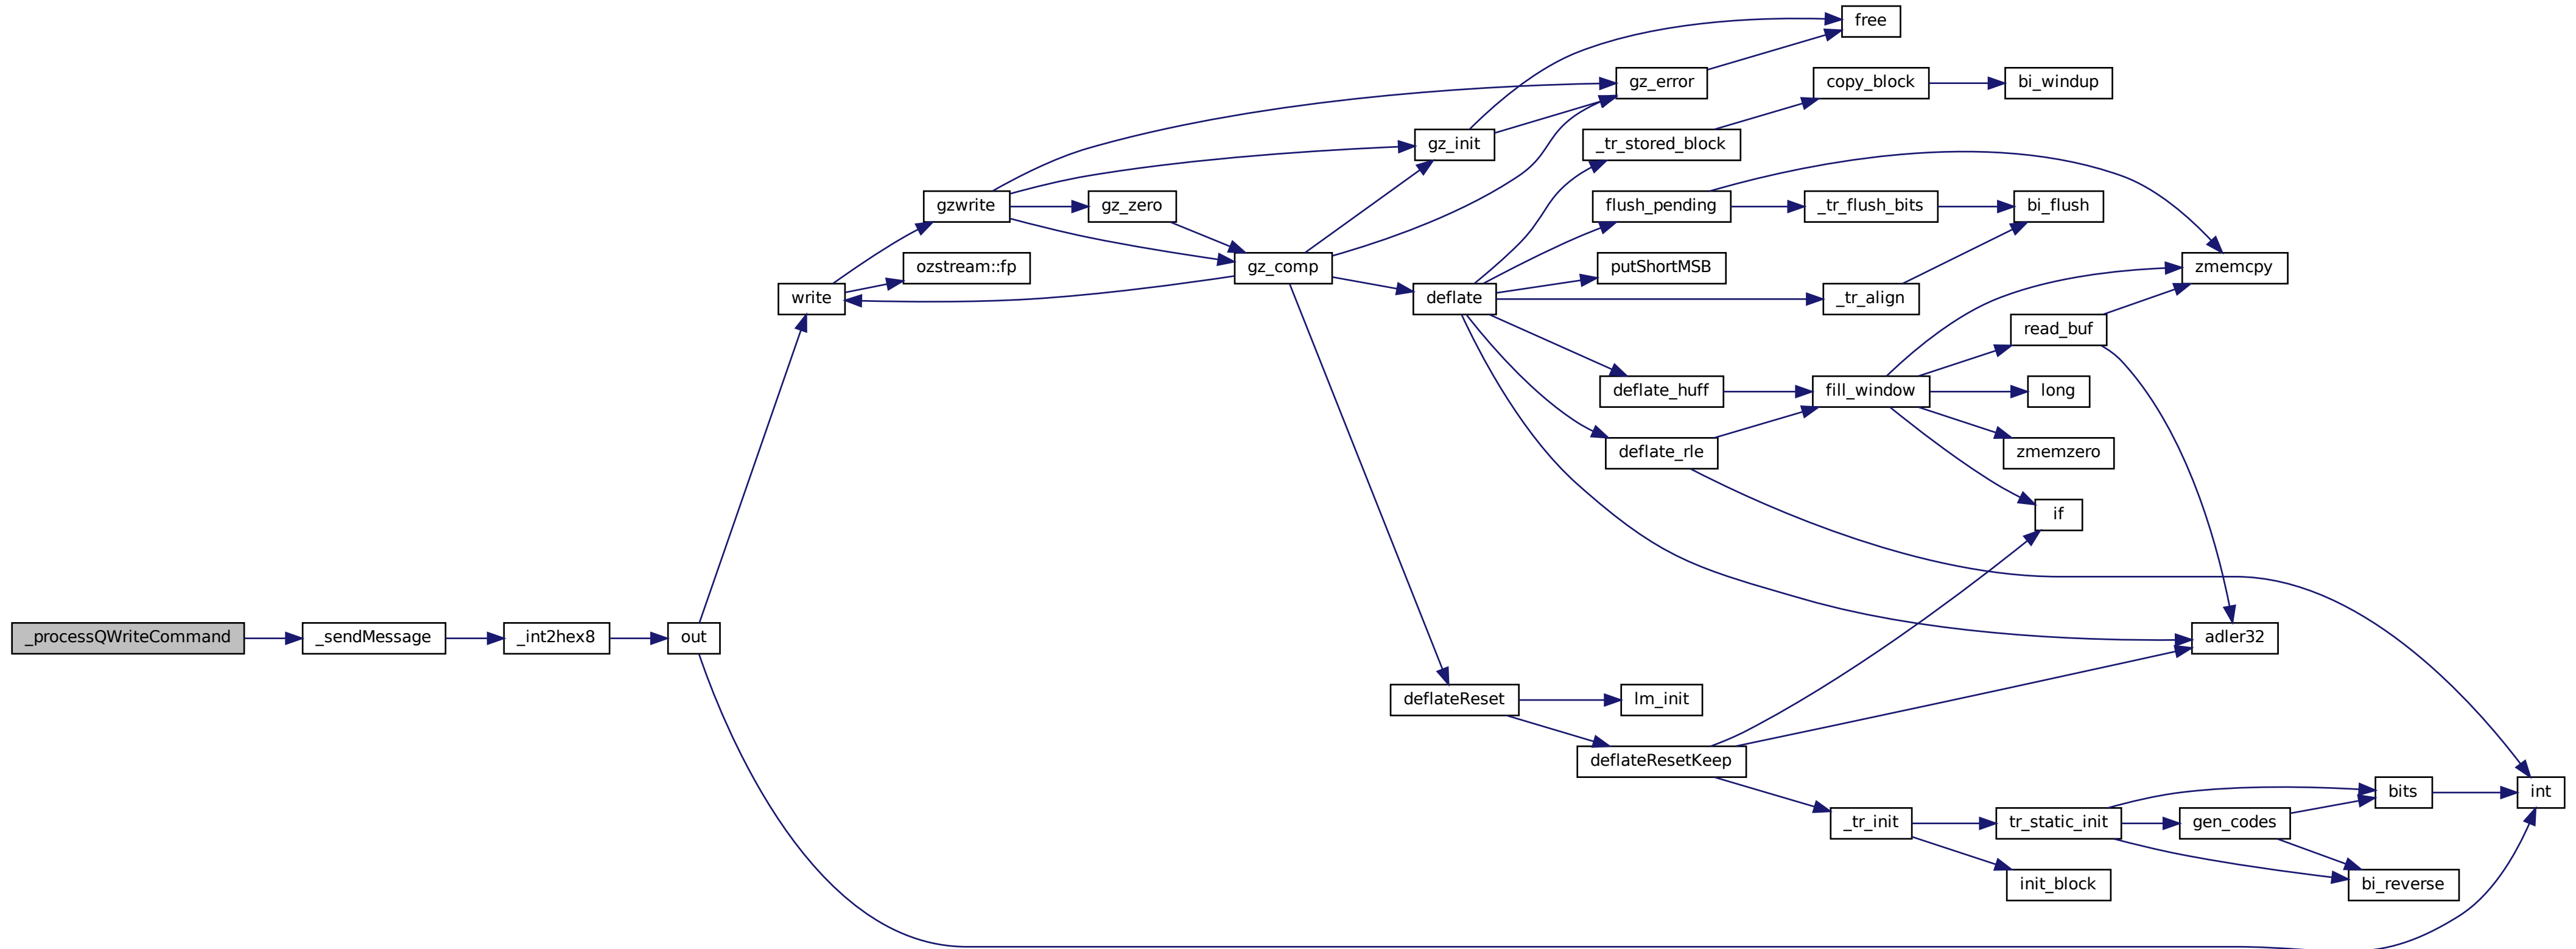 free
gz_error
copy_block
bi_windup
gz_init
_tr_stored_block
gzwrite
gz_zero
flush_pending
_tr_flush_bits
bi_flush
ozstream::fp
gz_comp
putShortMSB
zmemcpy
write
deflate
_tr_align
read_buf
deflate_huff
fill_window
long
deflate_rle
zmemzero
if
_processQWriteCommand
_sendMessage
_int2hex8
out
adler32
deflateReset
lm_init
deflateResetKeep
bits
int
_tr_init
tr_static_init
gen_codes
init_block
bi_reverse